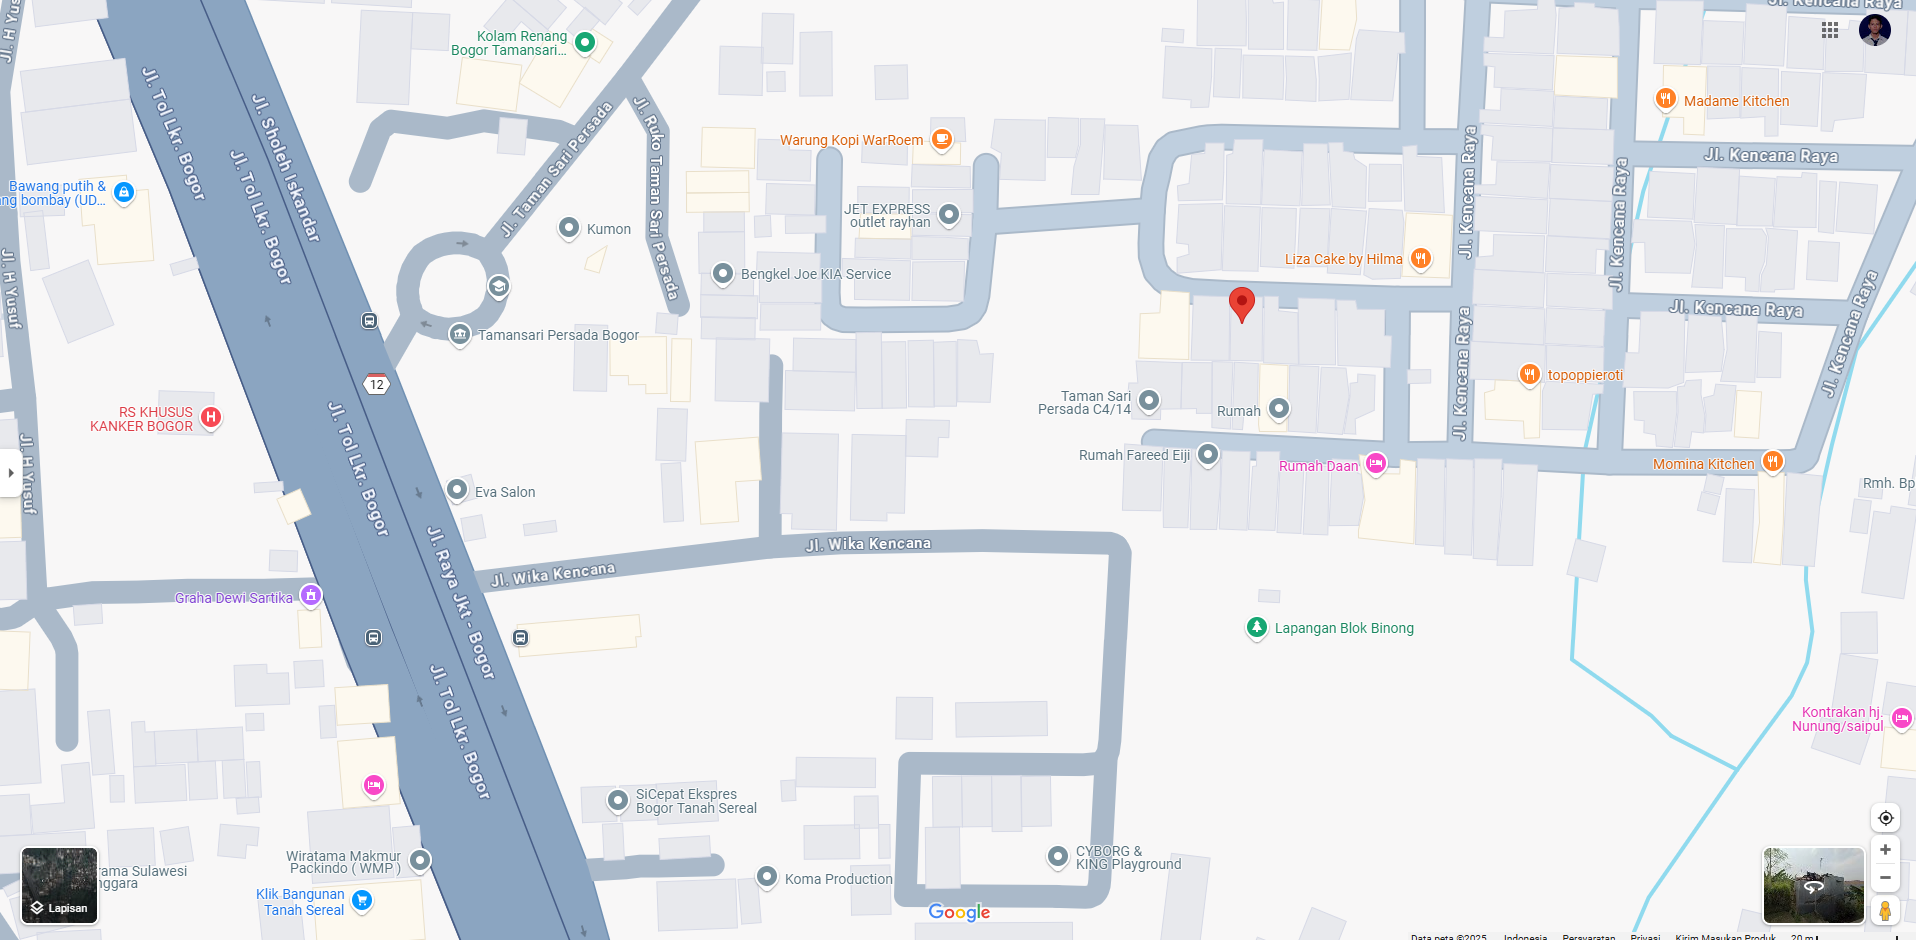 Jl. H Yusuf
Jl. Kencana Raya
Kolam Renang
Bogor Tamansari...
Jl. Tol Lkr. Bogor
Jl. Sholeh Iskandar
Jl. Taman Sari Persada
Jl. Ruko Taman Sari Persada
Madame Kitchen
Warung Kopi WarRoem
Jl. Kencana Raya
Jl. Kencana Raya
Jl. Kencana Raya
Jl. Tol Lkr. Bogor
Bawang putih &
ng bombay (UD...
JET EXPRESS
outlet rayhan
Kumon
Liza Cake by Hilma
Bengkel Joe KIA Service
Jl. H Yusuf
Jl. Kencana Raya
Jl. Kencana Raya
Jl. Kencana Raya
Tamansari Persada Bogor
12
topoppieroti
RS KHUSUS
KANKER BOGOR
Jl. Tol Lkr. Bogor
Taman Sari
Persada C4/14
Rumah
Jl. H Yusuf
Rumah Fareed Eiji
Rumah Daan
Momina Kitchen
Rmh. Bp
Eva Salon
Jl. Wika Kencana
Jl. Wika Kencana
Jl. Raya Jkt - Bogor
Graha Dewi Sartika
Lapangan Blok Binong
Jl. Tol Lkr. Bogor
Kontrakan hj.
Nunung/saipul
SiCepat Ekspres
Bogor Tanah Sereal
CYBORG &
KING Playground
Wiratama Makmur
Packindo ( WMP )
rama Sulawesi
nggara
Koma Production
Klik Bangunan
Tanah Sereal
Lapisan
Google
Data peta ©2025 Indonesia Persyaratan Privasi Kirim Masukan Produk 20 m